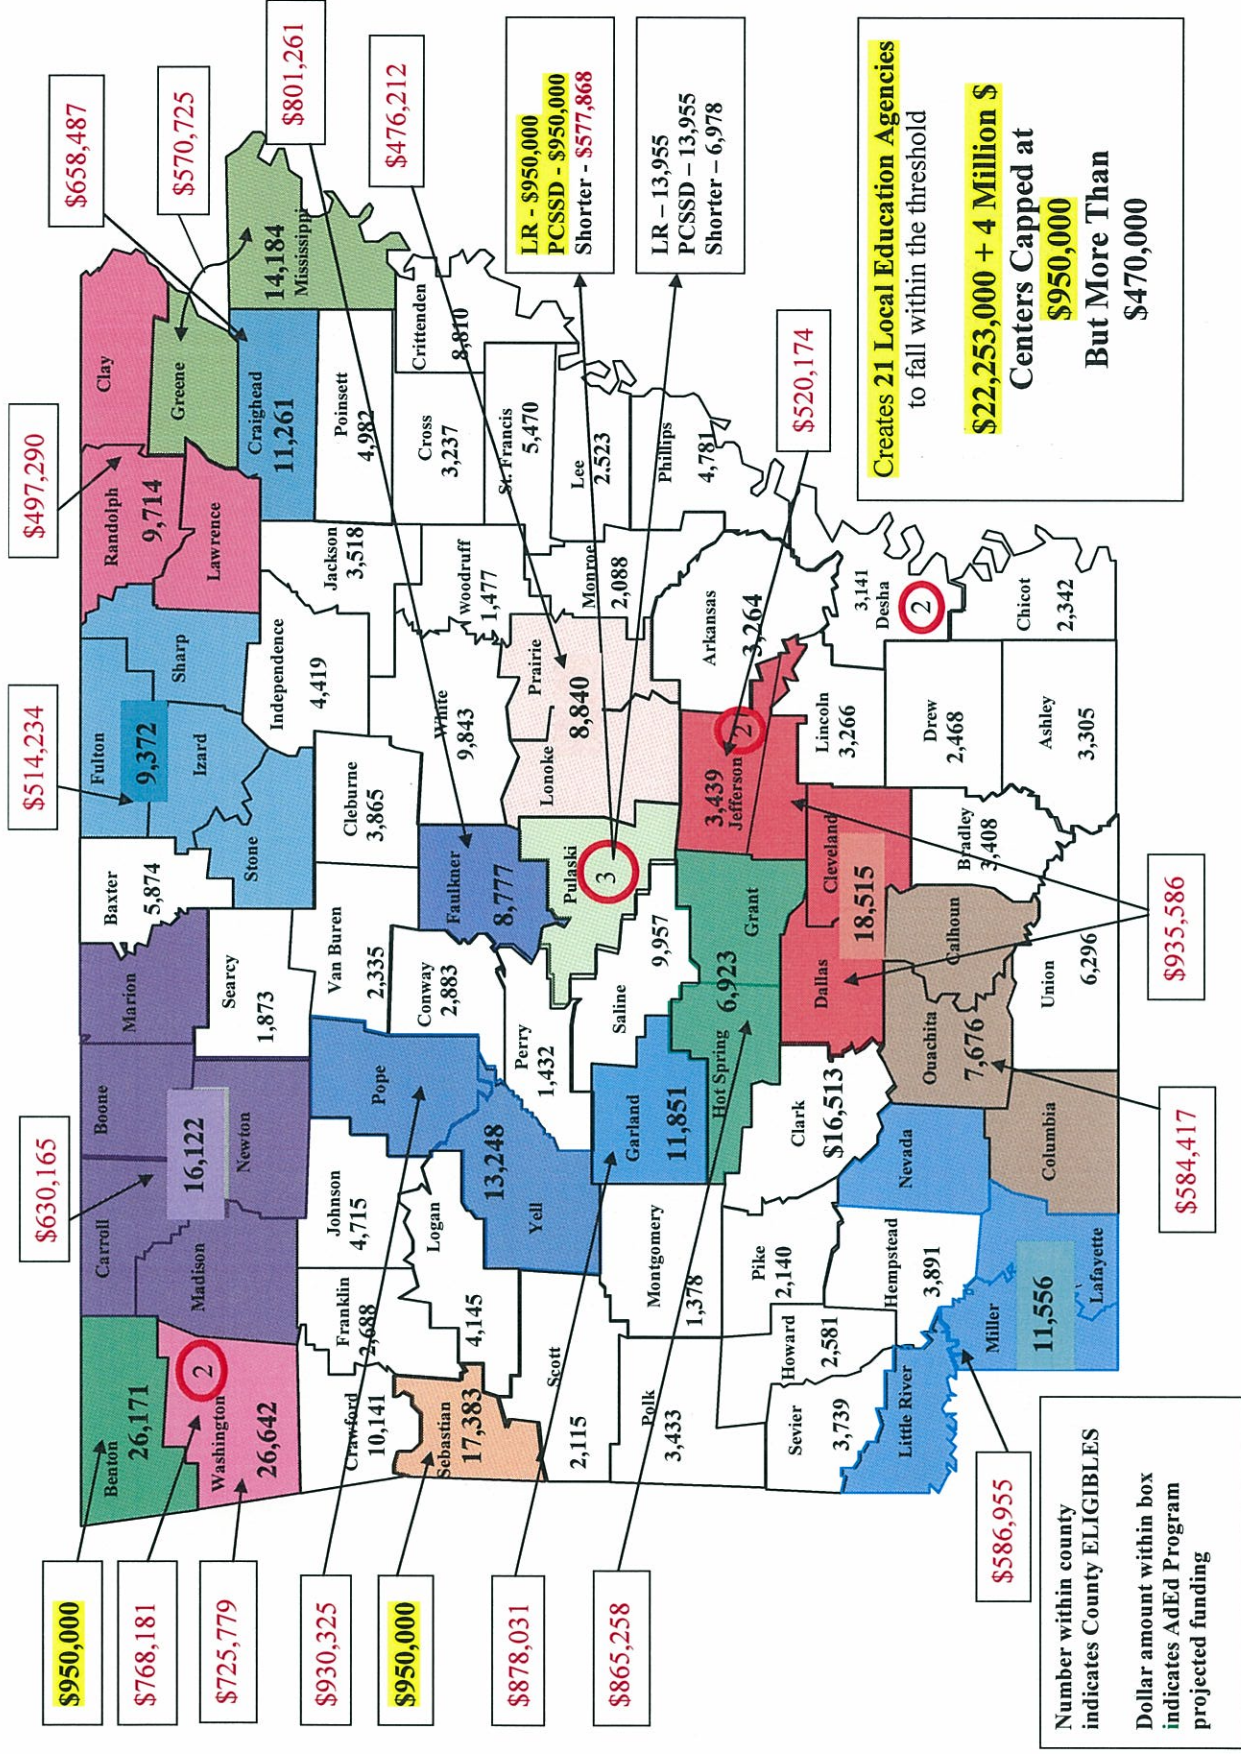 $630,165
$514,234
$497,290
$658,487
$570,725
$801,261
$476,212
$950,000
$768,181
$725,779
$930,325
$950,000
$878,031
$865,258
$586,955
$584,417
$935,586
$520,174
LR - $950,000
PCSSD - $950,000
Shorter - $577,868
LR – 13,955
PCSSD – 13,955
Shorter – 6,978
Benton
26,171
Washington
2
26,642
Carroll
Boone
Marion
Madison
16,122
Newton
Baxter
5,874
Searcy
1,873
Fulton
9,372
Izard
Sharp
Stone
Randolph
9,714
Lawrence
Clay
Greene
Craighead
11,261
14,184
Mississippi
Crawford
10,141
Franklin
2,688
Johnson
4,715
Pope
Van Buren
2,335
Cleburne
3,865
Independence
4,419
Jackson
3,518
Poinsett
4,982
Sebastian
17,383
Logan
4,145
13,248
Yell
Conway
2,883
Faulkner
8,777
White
9,843
Woodruff
1,477
Cross
3,237
Crittenden
8,810
St. Francis
5,470
Scott
2,115
Perry
1,432
Pulaski
3
Lonoke
Prairie
8,840
Monroe
2,088
Lee
2.523
Phillips
4,781
Polk
3,433
Montgomery
1,378
Garland
11,851
Saline
9,957
Hot Spring
6,923
Grant
3,439
Jefferson
2
Arkansas
3,264
Sevier
3,739
Howard
2,581
Pike
2,140
Clark
$16,513
Dallas
Cleveland
18,515
Lincoln
3,266
3,141
Desha
2
Little River
Hempstead
3,891
Nevada
Ouachita
7,676
Calhoun
Bradley
3,408
Drew
2,468
Chicot
2,342
Miller
11,556
Lafayette
Columbia
Union
6,296
Ashley
3,305
Number within county
indicates County ELIGIBLES
Dollar amount within box
indicates AdEd Program
projected funding
Creates 21 Local Education Agencies
to fall within the threshold
$22,253,000 + 4 Million $
Centers Capped at
$950,000
But More Than
$470,000